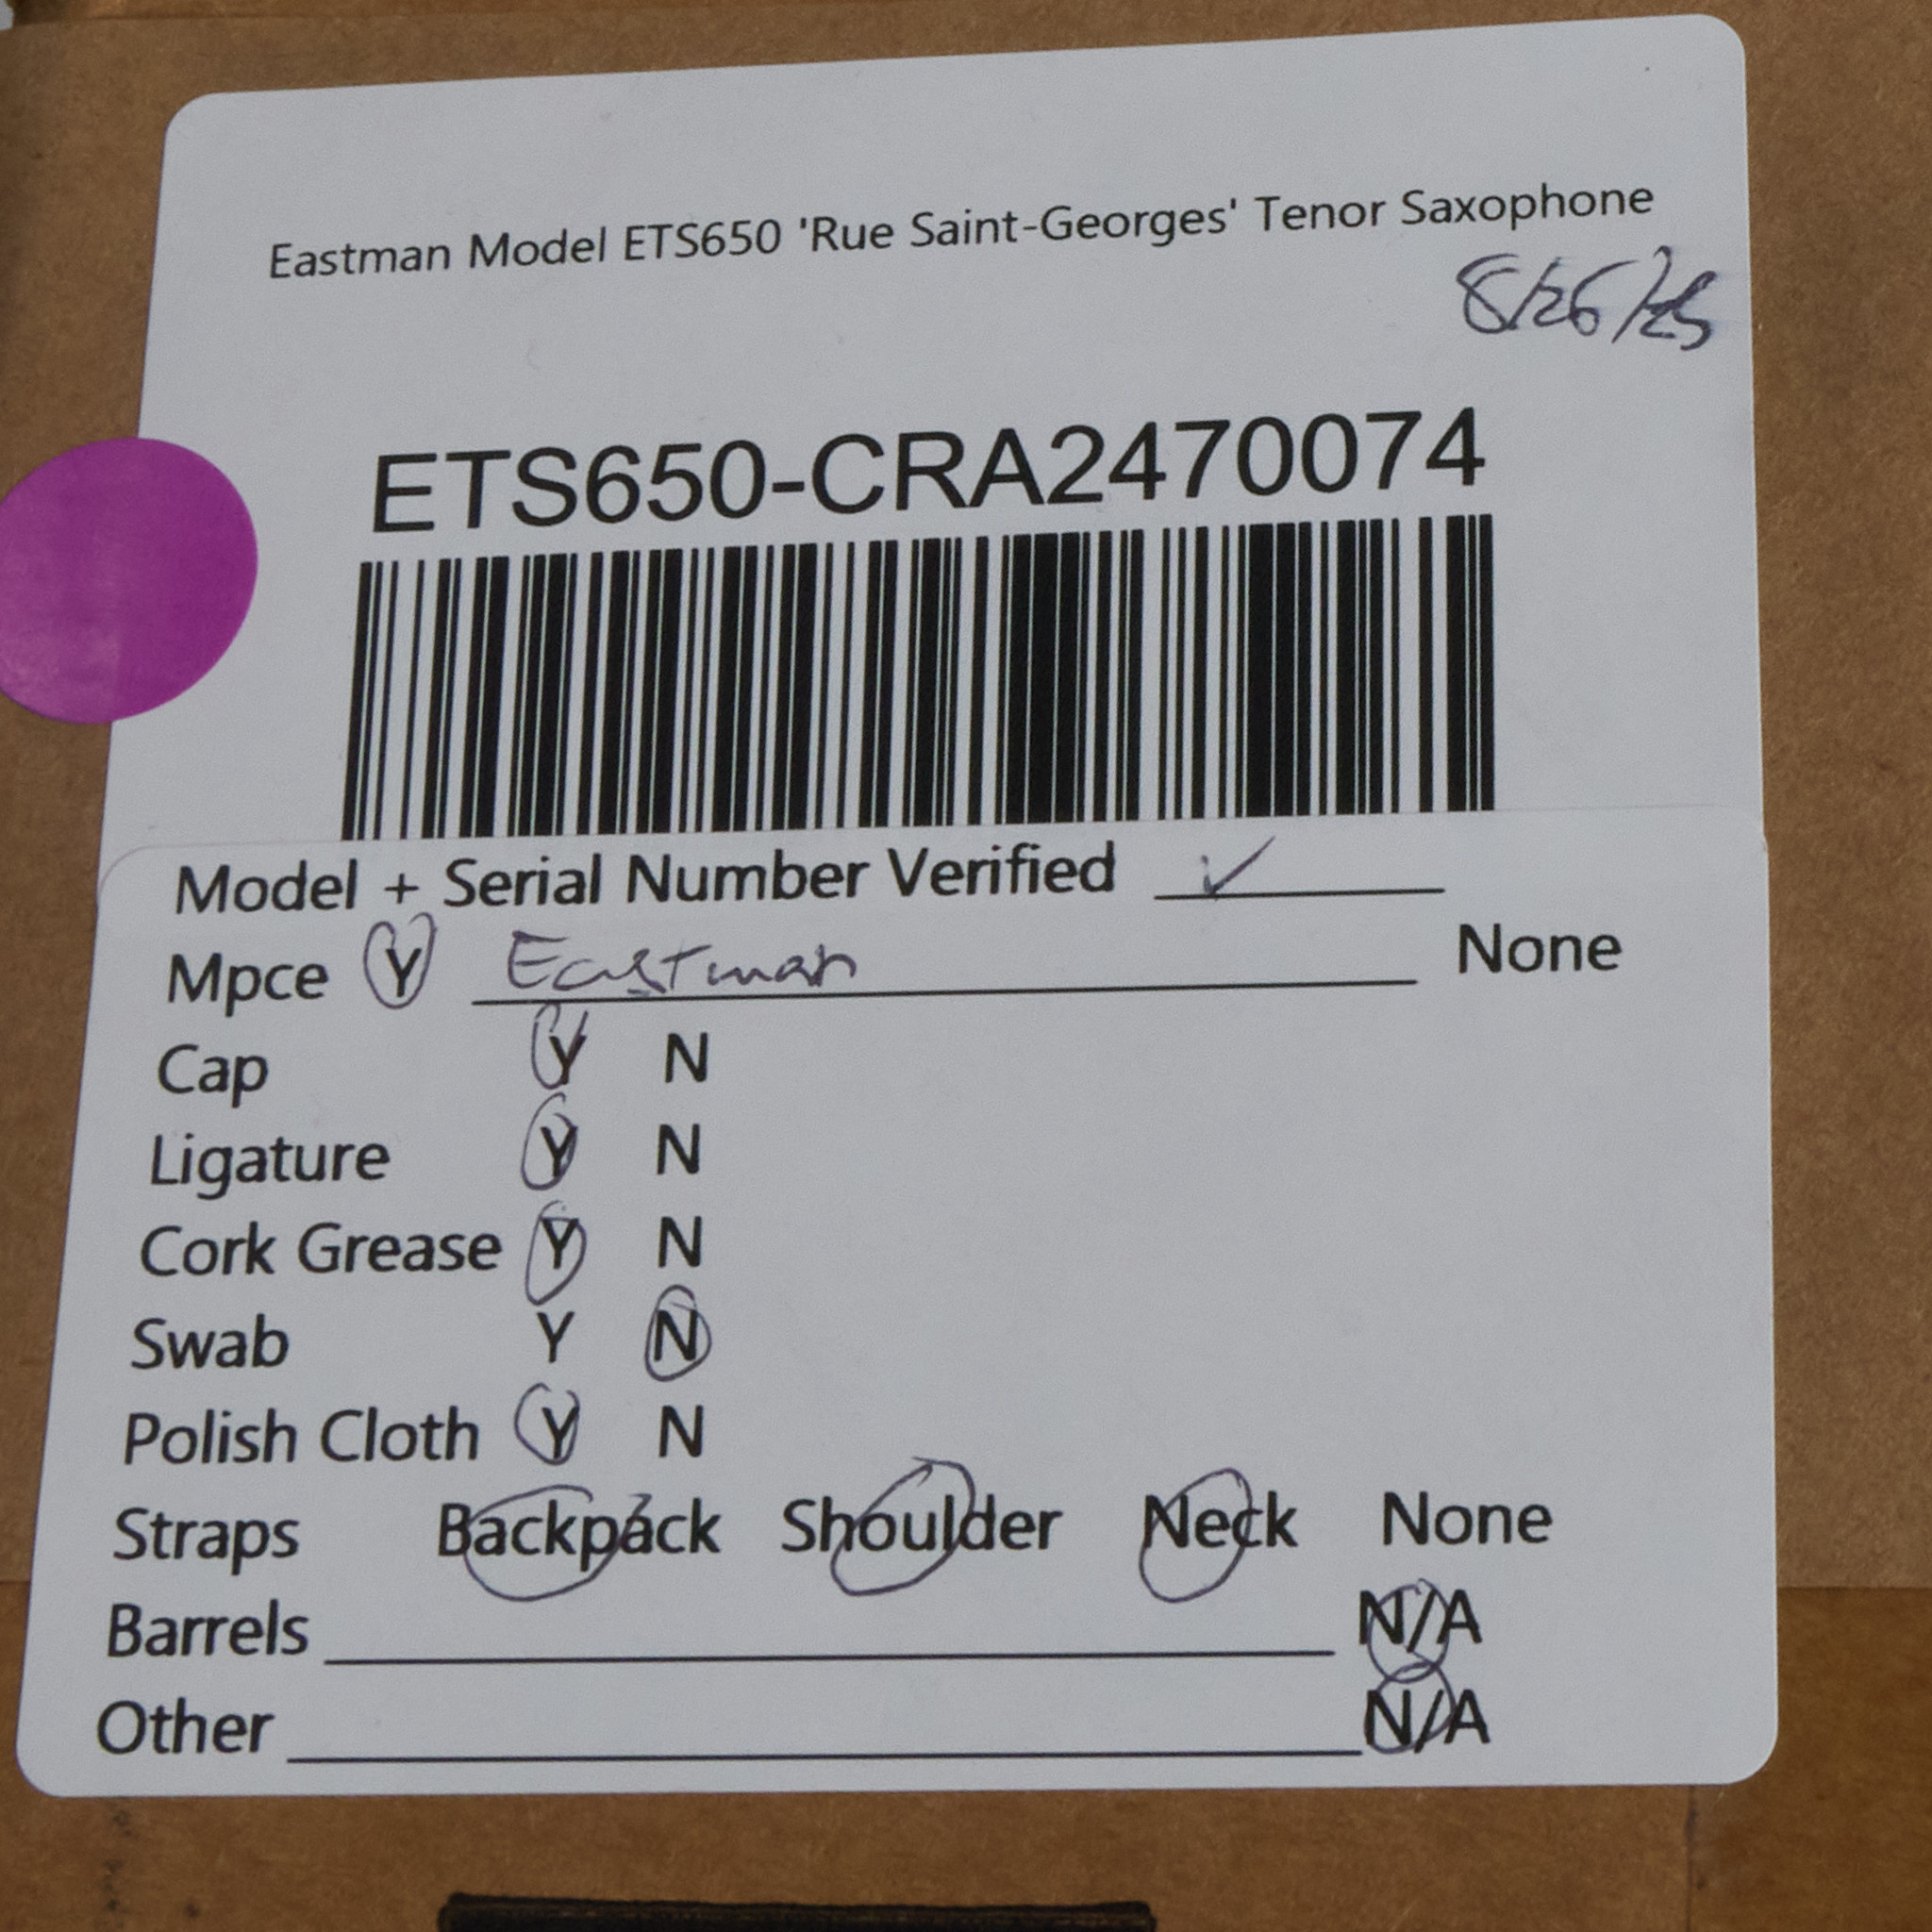 Eastman Model ETS650 'Rue Saint-Georges' Tenor Saxophone
8/26/25
ETS650-CRA2470074
Model + Serial Number Verified ✓
Mpce Y Eastman None
Cap Y N
Ligature Y N
Cork Grease Y N
Swab Y N
Polish Cloth Y N
Straps Backpack Shoulder Neck None
Barrels N/A
Other N/A